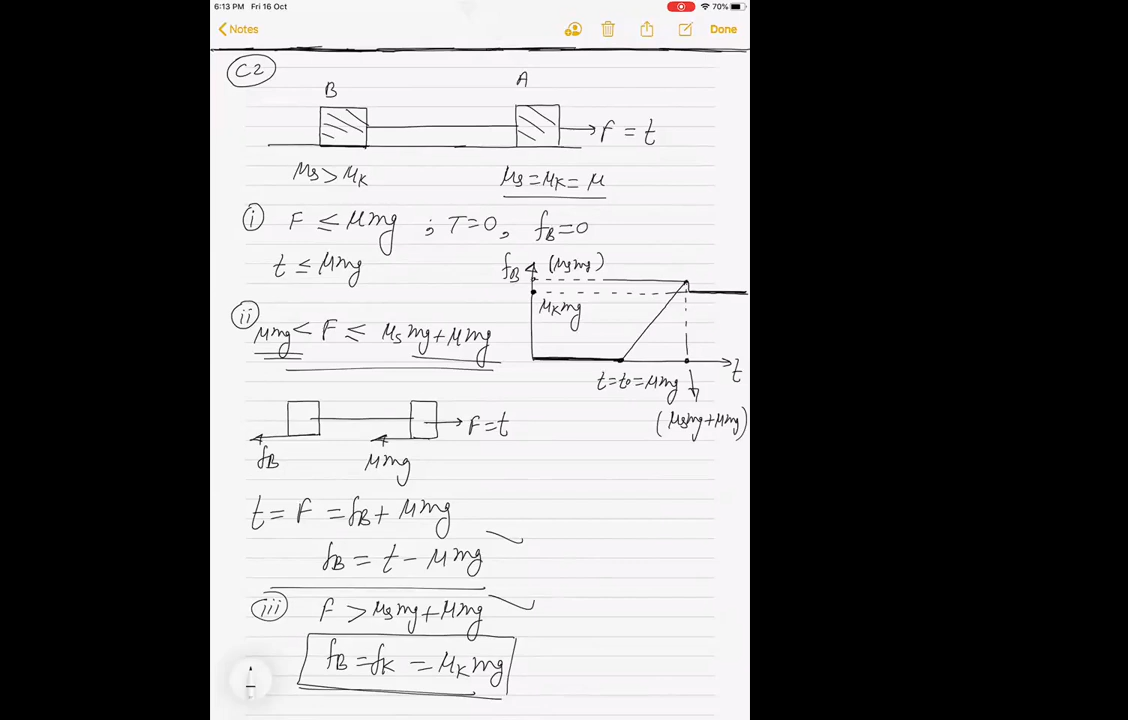 6:13 PM Fri 16 Oct
70%
Notes
Done
C2
B
A
F = t
μs > μk
μs = μk = μ
i F ≤ μmg ; T=0, fB=0
t ≤ μmg
fB (μsmg)
μkmg
ii μmg < F ≤ μsmg+μmg
t
t=t0=μmg
(μsmg+μmg)
F=t
fB
μmg
t = F = fB + μmg
fB = t - μmg
iii F > μsmg+μmg
fB = fk = μkmg